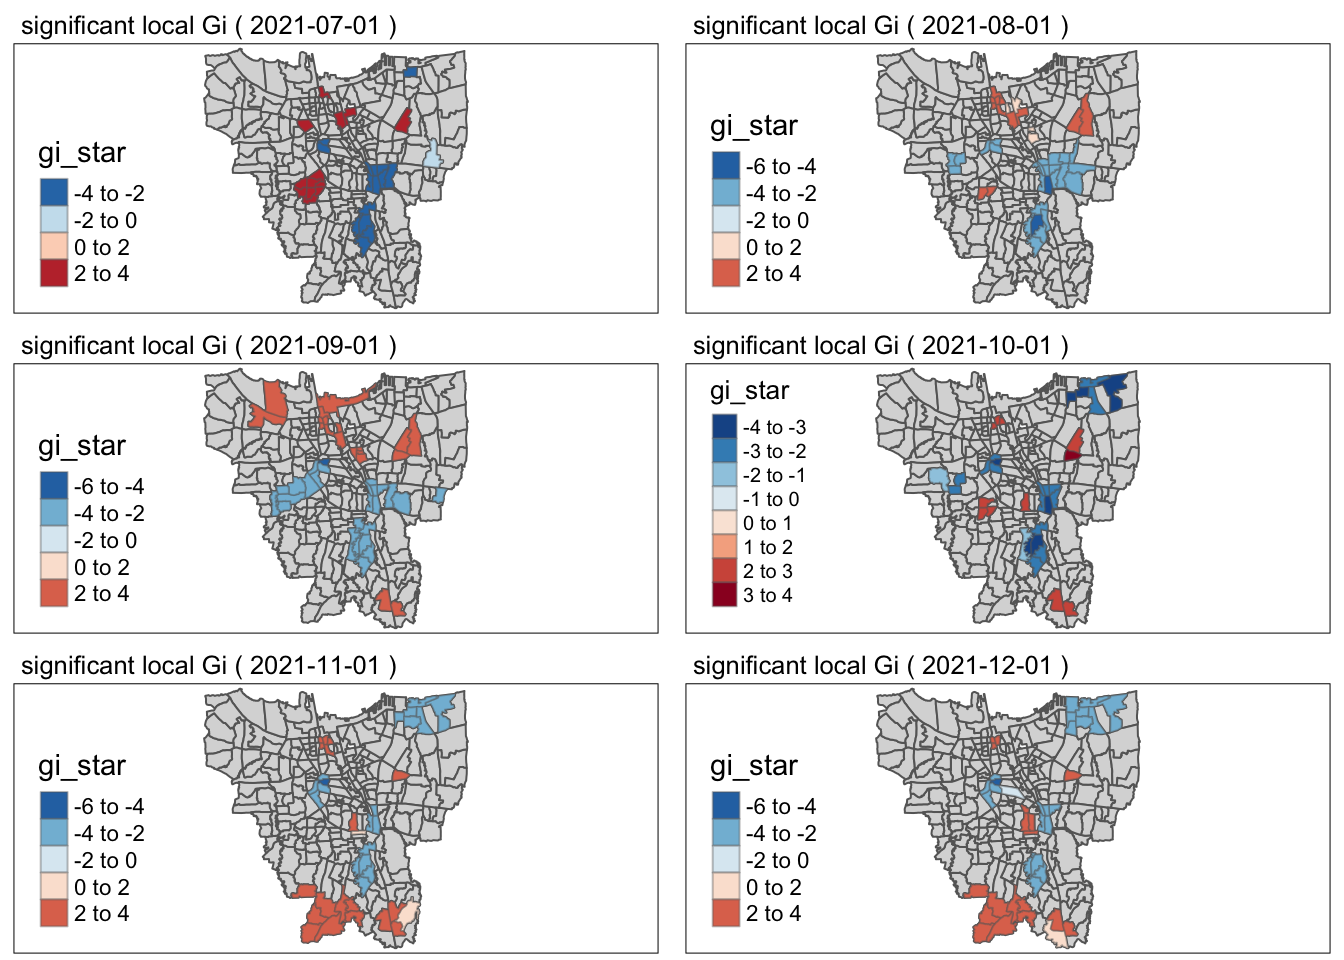 significant local Gi ( 2021-07-01 )
gi_star
-4 to -2
-2 to 0
0 to 2
2 to 4
significant local Gi ( 2021-08-01 )
gi_star
-6 to -4
-4 to -2
-2 to 0
0 to 2
2 to 4
significant local Gi ( 2021-09-01 )
gi_star
-6 to -4
-4 to -2
-2 to 0
0 to 2
2 to 4
significant local Gi ( 2021-10-01 )
gi_star
-4 to -3
-3 to -2
-2 to -1
-1 to 0
0 to 1
1 to 2
2 to 3
3 to 4
significant local Gi ( 2021-11-01 )
gi_star
-6 to -4
-4 to -2
-2 to 0
0 to 2
2 to 4
significant local Gi ( 2021-12-01 )
gi_star
-6 to -4
-4 to -2
-2 to 0
0 to 2
2 to 4